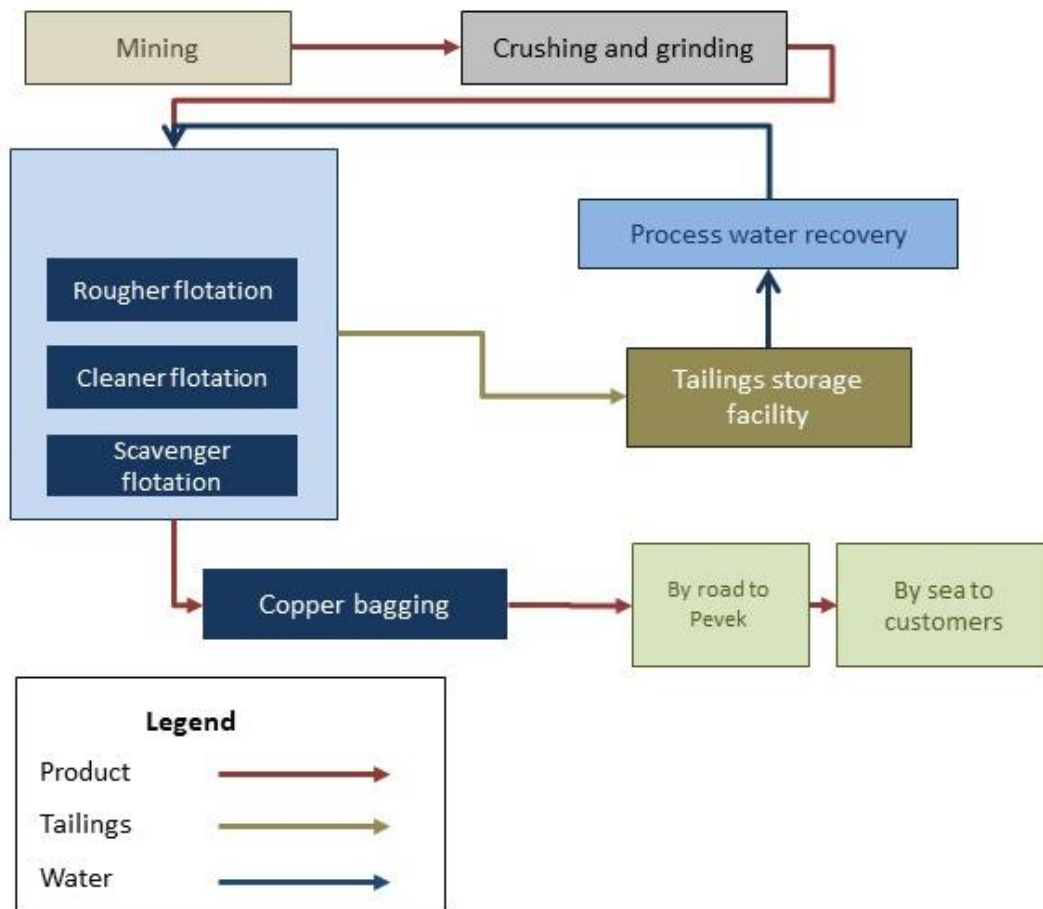 Mining
Crushing and grinding
Process water recovery
Rougher flotation
Cleaner flotation
Scavenger
flotation
Tailings storage
facility
Copper bagging
By road to
Pevek
By sea to
customers
Legend
Product
Tailings
Water